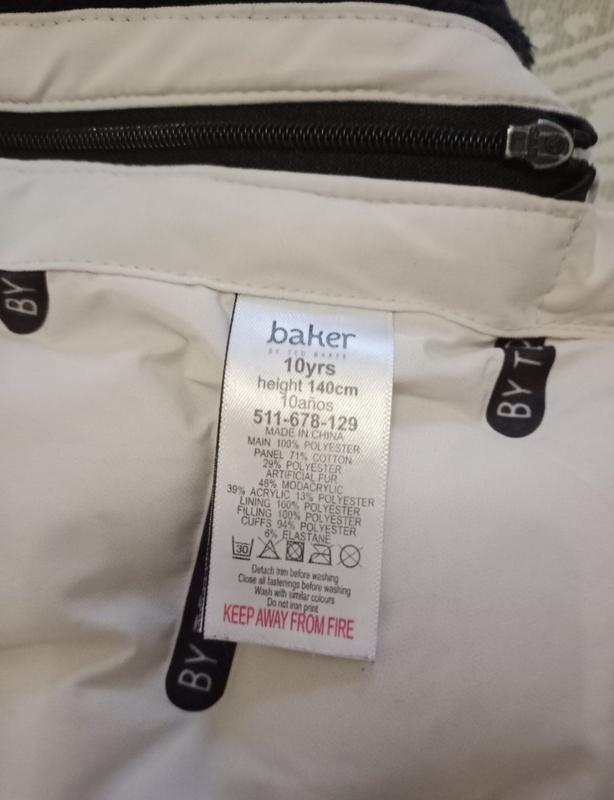 baker
BY TED BAKER
10yrs
height 140cm
10años
511-678-129
MADE IN CHINA
MAIN 100% POLYESTER
PANEL 71% COTTON
29% POLYESTER
ARTIFICIAL FUR
48% MODACRYLIC
39% ACRYLIC 13% POLYESTER
LINING 100% POLYESTER
FILLING 100% POLYESTER
CUFFS 94% POLYESTER
6% ELASTANE
30
Detach trim before washing
Close all fastenings before washing
Wash with similar colours
Do not iron print
KEEP AWAY FROM FIRE
BY
BY T
BY